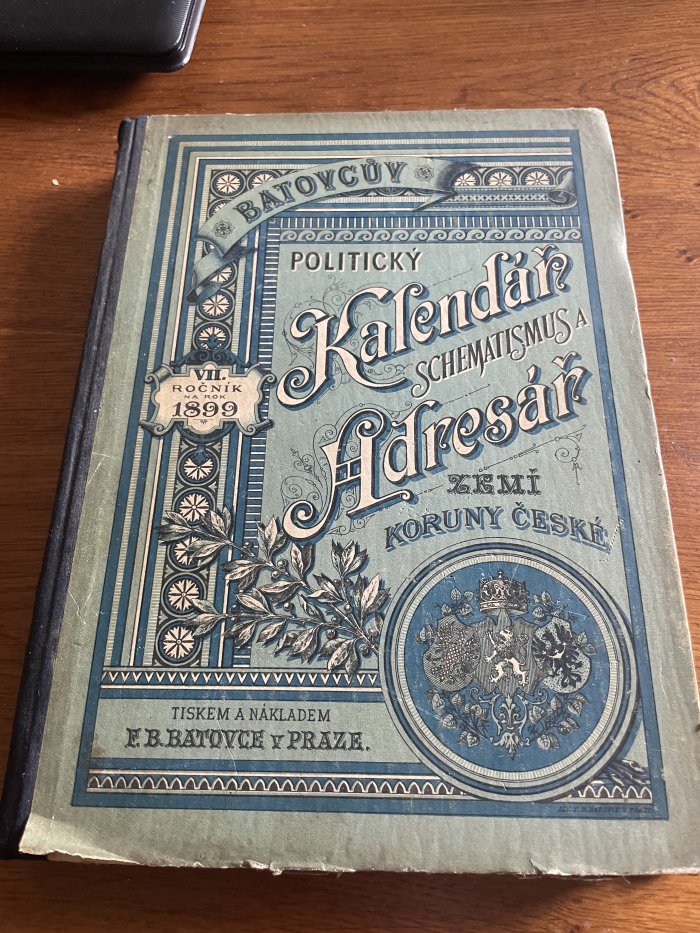 BATOVCŮV
POLITICKÝ
Kalendář
SCHEMATISMUS A
Adresář
ZEMÍ
KORUNY ČESKÉ
VII.
ROČNÍK
NA ROK
1899
TISKEM A NÁKLADEM
F. B. BATOVCE V PRAZE.